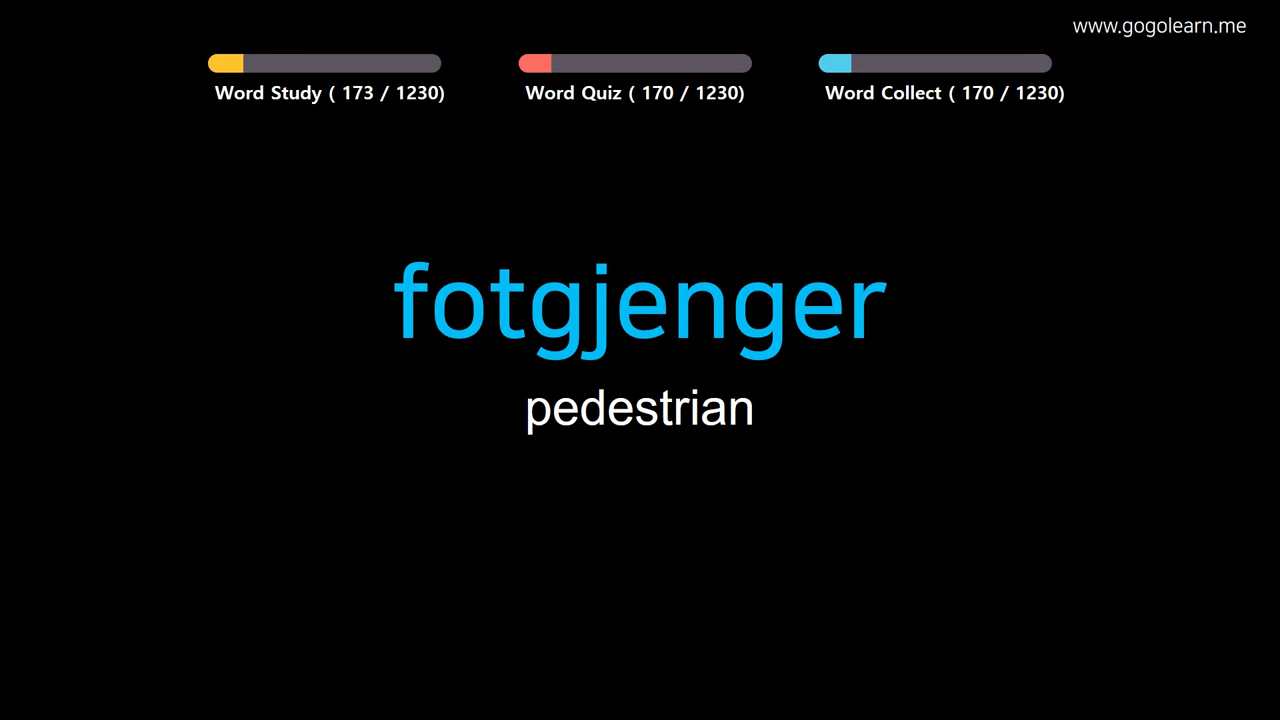 www.gogolearn.me
Word Study ( 173 / 1230)
Word Quiz ( 170 / 1230)
Word Collect ( 170 / 1230)
fotgjenger
pedestrian